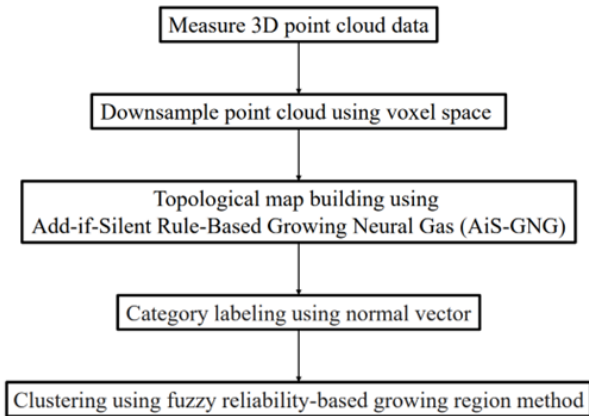 Measure 3D point cloud data
Downsample point cloud using voxel space
Topological map building using
Add-if-Silent Rule-Based Growing Neural Gas (AiS-GNG)
Category labeling using normal vector
Clustering using fuzzy reliability-based growing region method